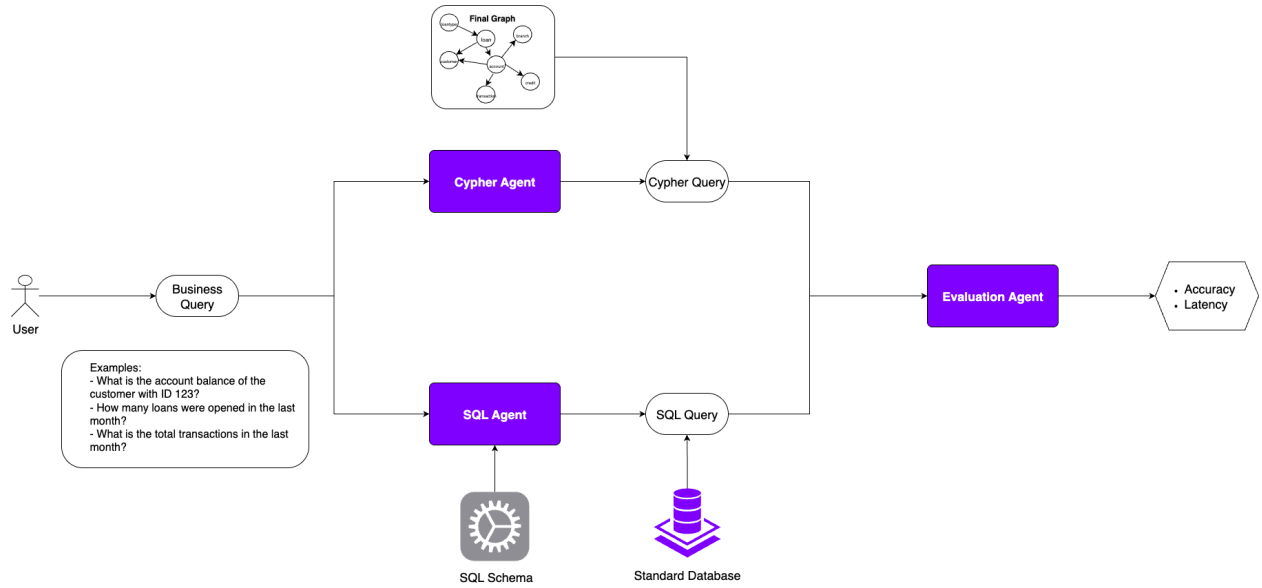 Final Graph
loantype
loan
branch
customer
account
credit
transaction
Cypher Agent
Cypher Query
Business
Query
User
Evaluation Agent
• Accuracy
• Latency
Examples:
- What is the account balance of the
customer with ID 123?
- How many loans were opened in the last
month?
- What is the total transactions in the last
month?
SQL Agent
SQL Query
SQL Schema
Standard Database